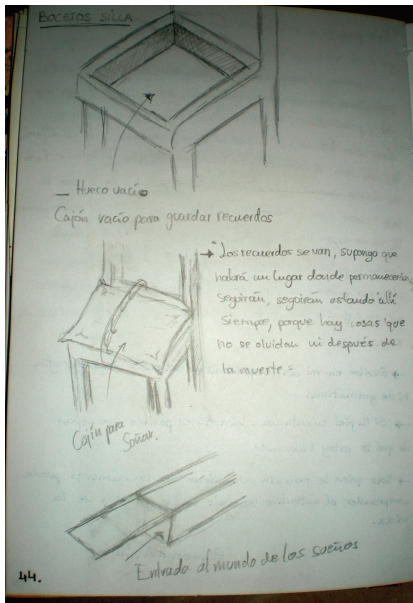 BOCETOS SILLA
Hueco vacío
Cajón vacío para guardar recuerdos
→ "Los recuerdos se van, supongo que
habrá un lugar donde permanecerán,
seguirán, seguirán estando allí
siempre, porque hay cosas que
no se olvidan ni después de
la muerte."
Cojín para
Soñar.
Entrada al mundo de los sueños
44.